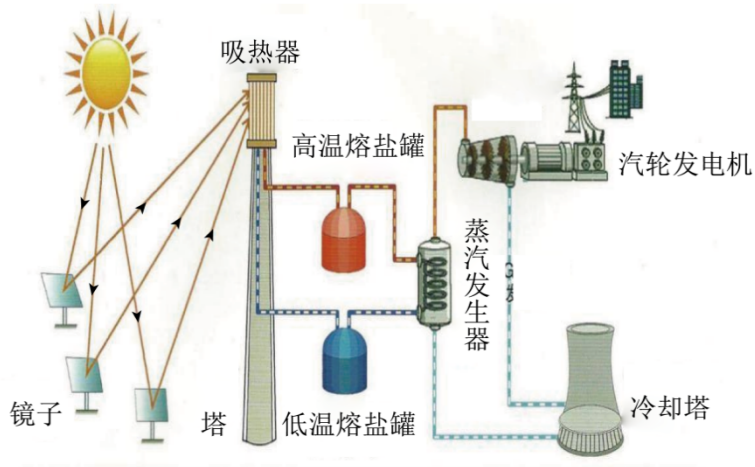 吸热器
高温熔盐罐
汽轮发电机
蒸汽发生器
镜子
塔
低温熔盐罐
冷却塔